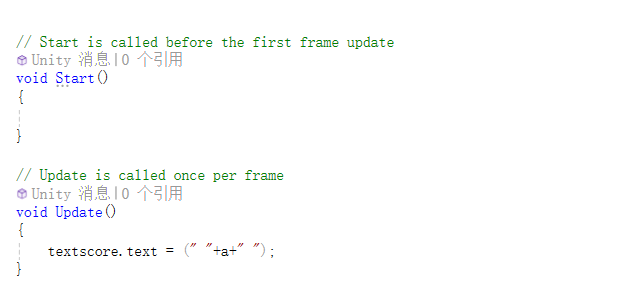 // Start is called before the first frame update
Unity 消息|0 个引用
void Start()
{
}
// Update is called once per frame
Unity 消息|0 个引用
void Update()
{
textscore.text = (" "+a+" ");
}